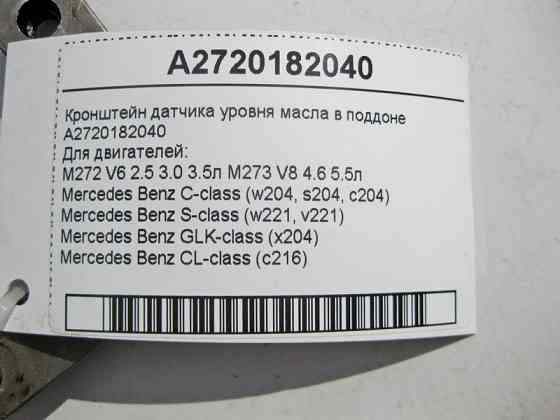 A2720182040
Кронштейн датчика уровня масла в поддоне
A2720182040
Для двигателей:
M272 V6 2.5 3.0 3.5л M273 V8 4.6 5.5л
Mercedes Benz C-class (w204, s204, c204)
Mercedes Benz S-class (w221, v221)
Mercedes Benz GLK-class (x204)
Mercedes Benz CL-class (c216)